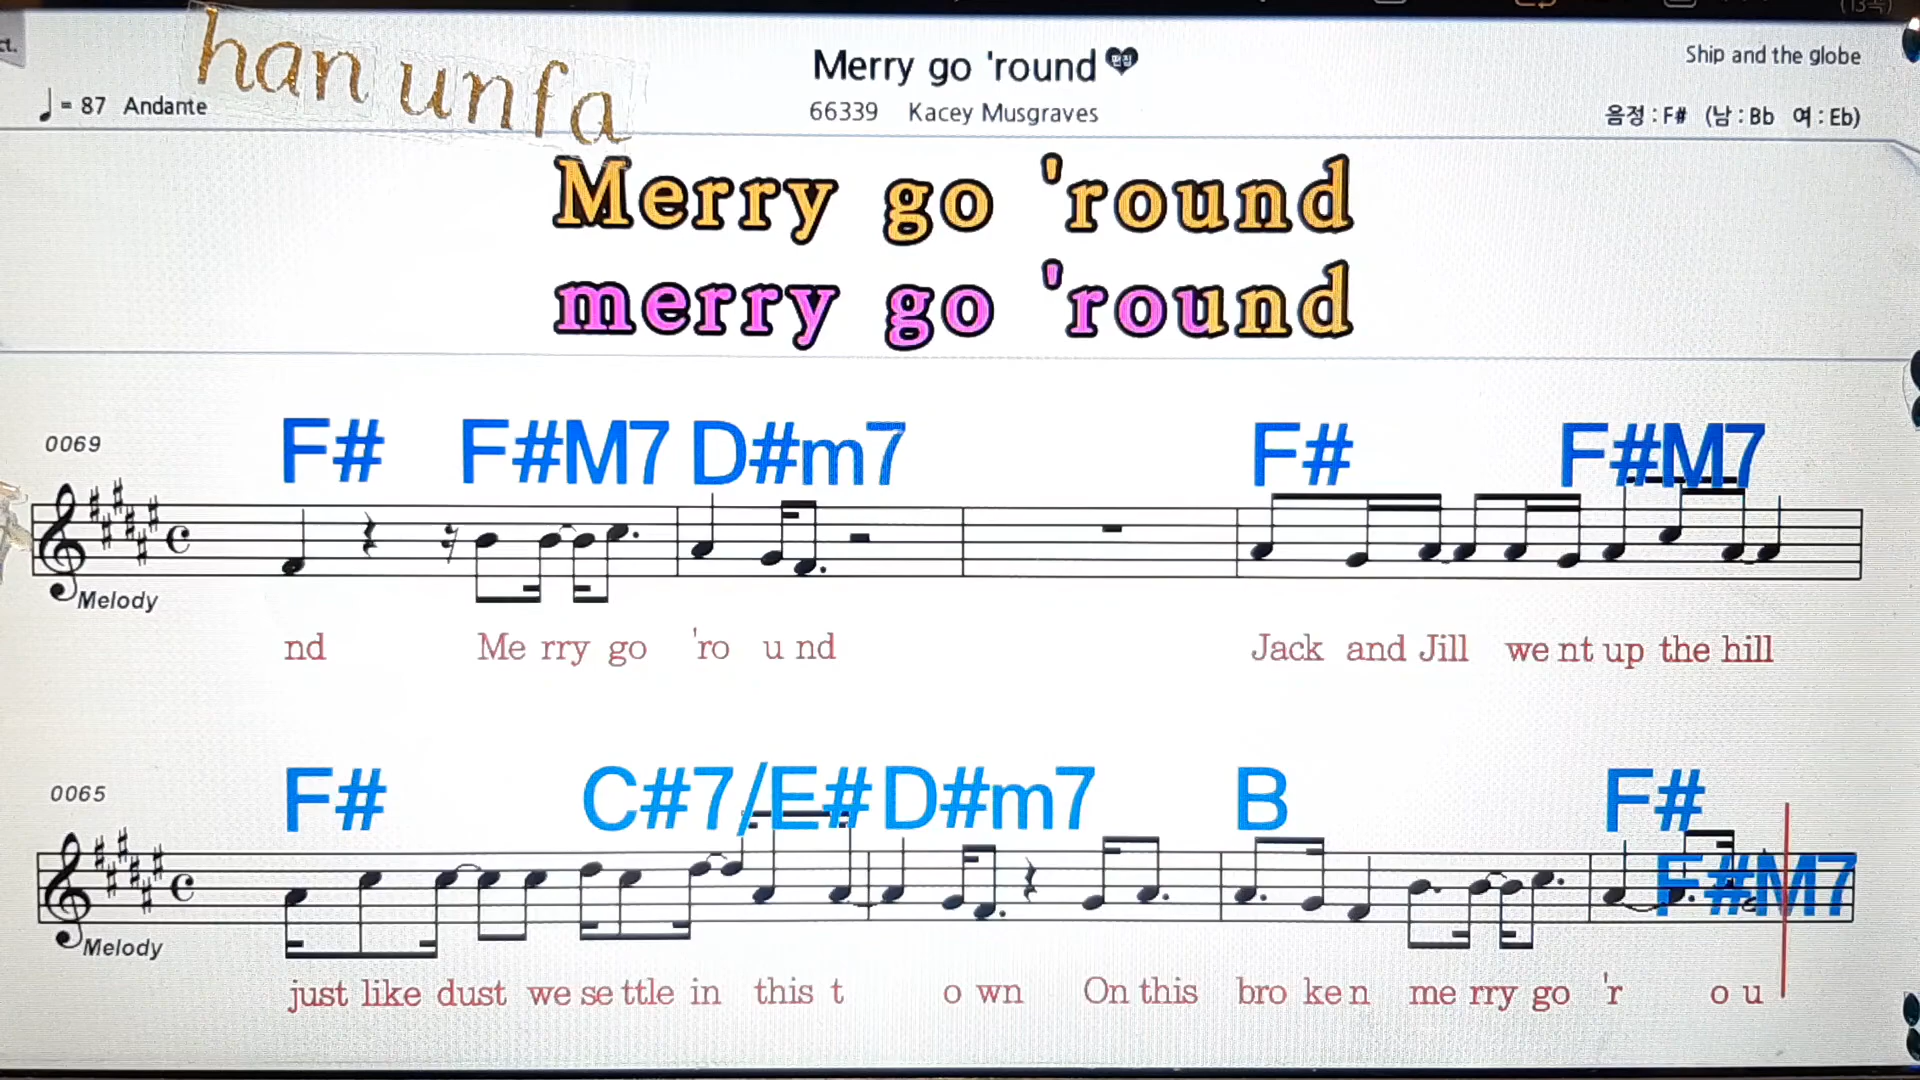 han unfa
Merry go 'round 편집
Ship and the globe
♩ = 87 Andante
66339 Kacey Musgraves
음정 : F# (남 : Bb 여 : Eb)
Merry go 'round
merry go 'round
0069
F# F#M7 D#m7 F# F#M7
Melody
nd Me rry go 'ro u nd Jack and Jill we nt up the hill
0065
F# C#7/E# D#m7 B F# F#M7
Melody
just like dust we se ttle in this t o wn On this bro ken me rry go 'r o u